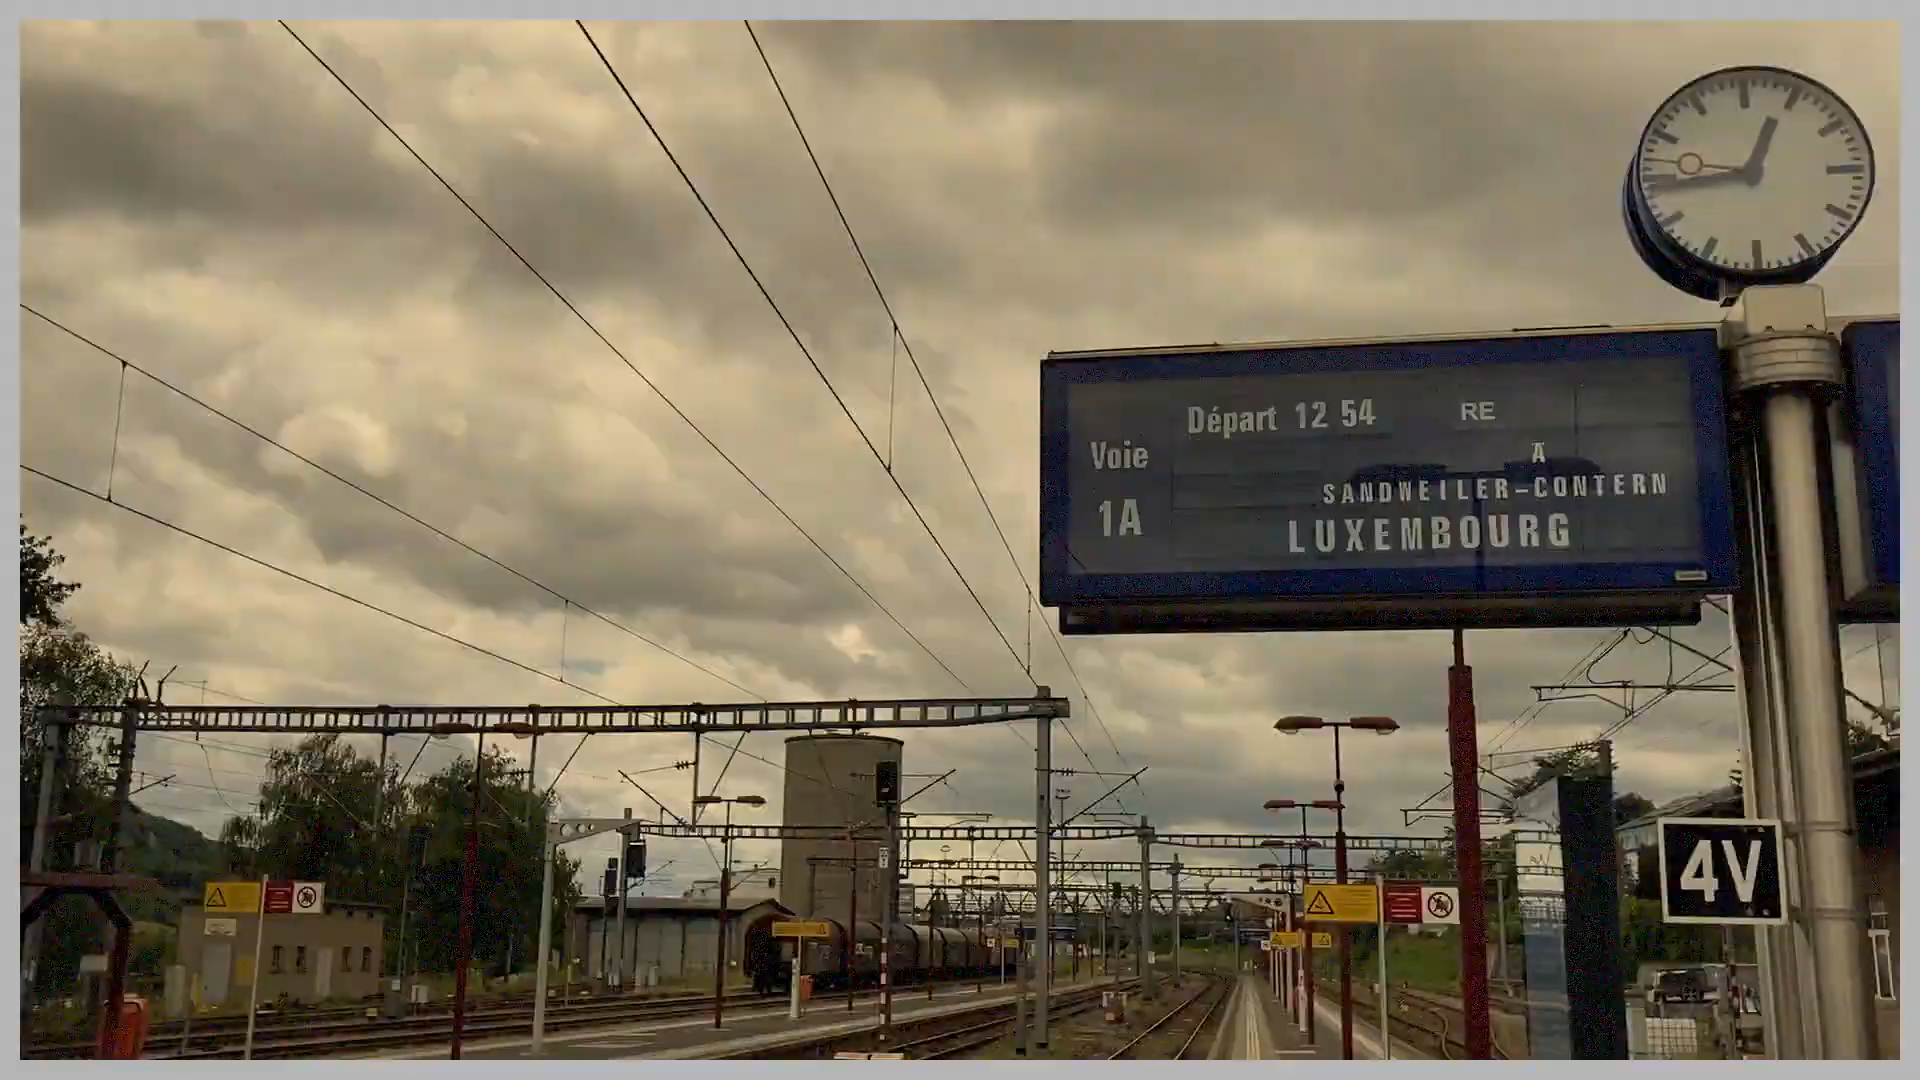 Départ 12 54 RE
Voie
A
SANDWEILER-CONTERN
1A
LUXEMBOURG
4V